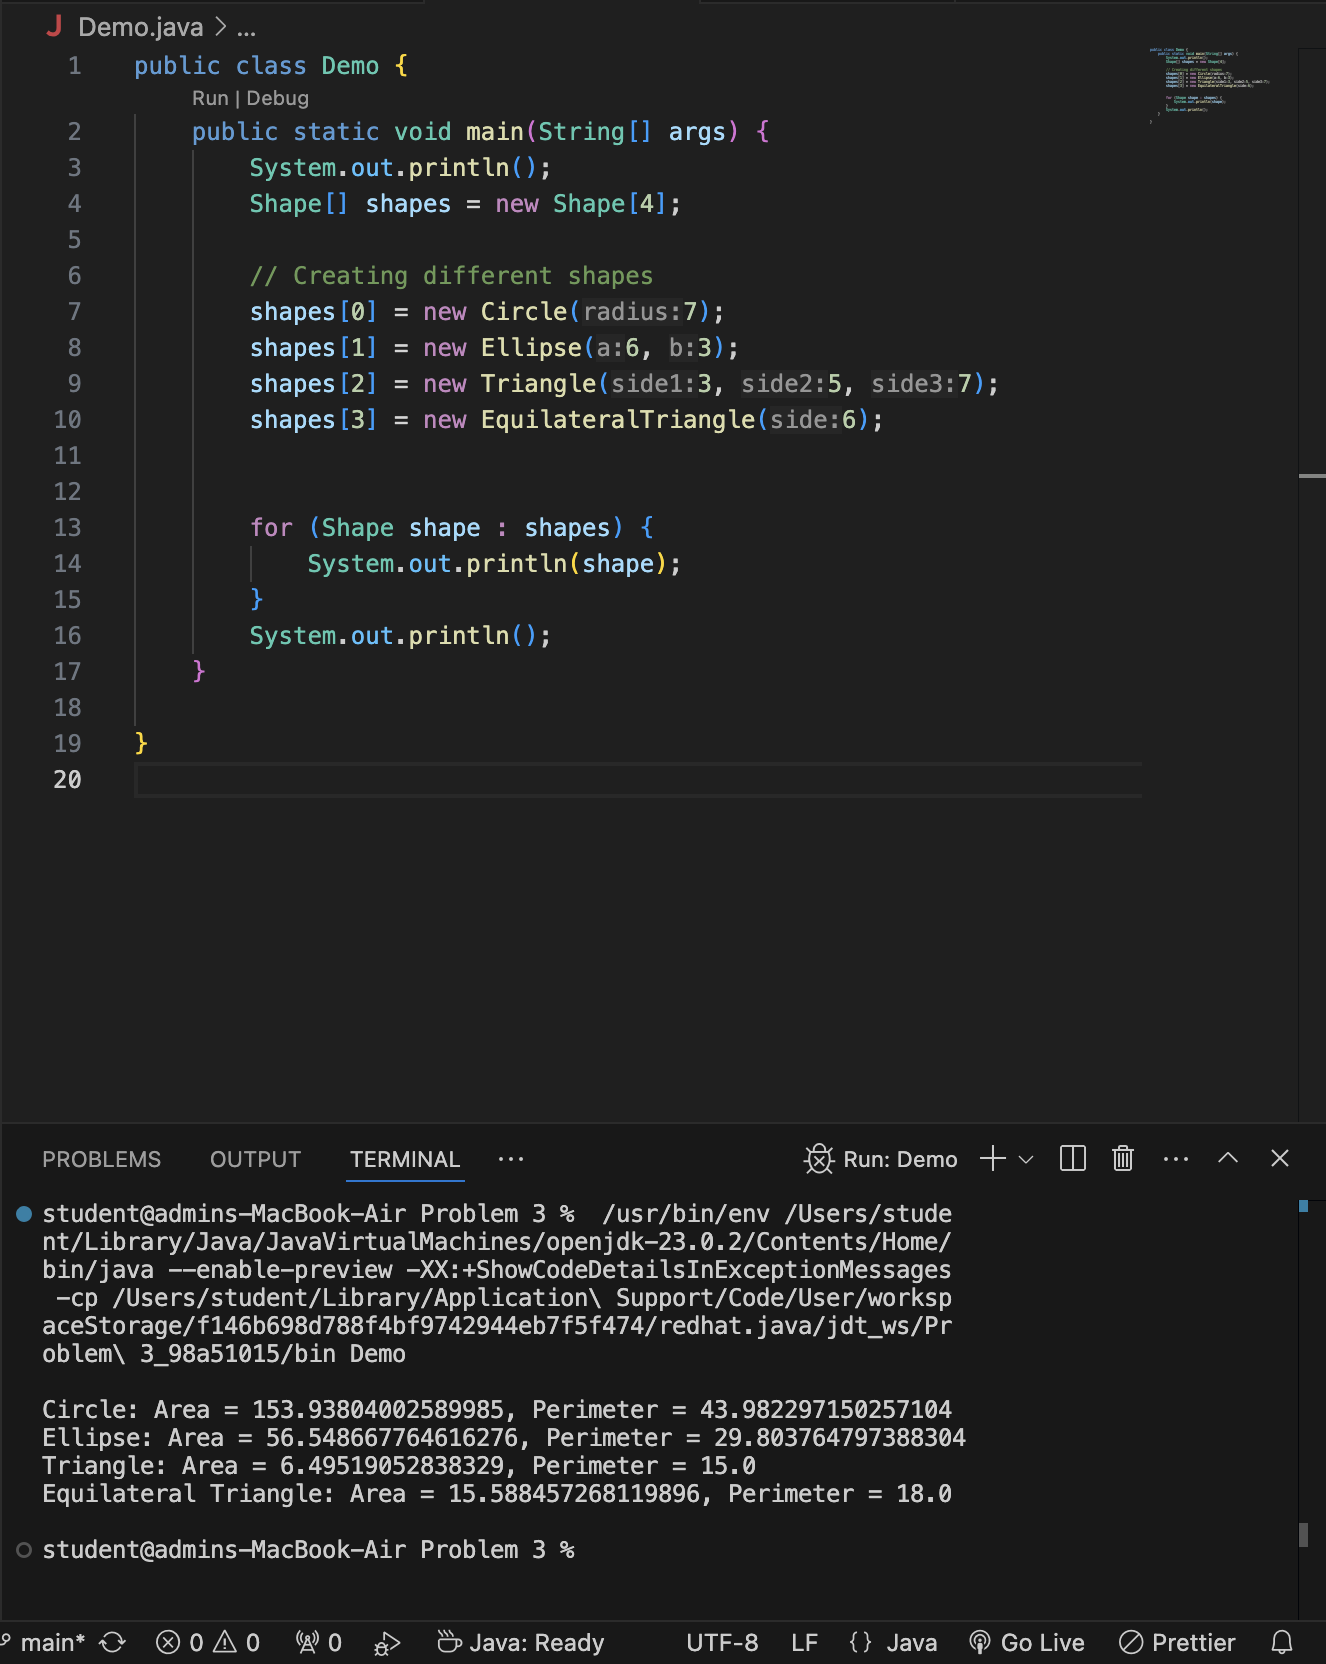 Demo.java > ...
1 public class Demo {
Run | Debug
2 public static void main(String[] args) {
3 System.out.println();
4 Shape[] shapes = new Shape[4];
5
6 // Creating different shapes
7 shapes[0] = new Circle(radius:7);
8 shapes[1] = new Ellipse(a:6, b:3);
9 shapes[2] = new Triangle(side1:3, side2:5, side3:7);
10 shapes[3] = new EquilateralTriangle(side:6);
11
12
13 for (Shape shape : shapes) {
14 System.out.println(shape);
15 }
16 System.out.println();
17 }
18
19 }
20
PROBLEMS OUTPUT TERMINAL ··· Run: Demo
student@admins-MacBook-Air Problem 3 %  /usr/bin/env /Users/stude
nt/Library/Java/JavaVirtualMachines/openjdk-23.0.2/Contents/Home/
bin/java --enable-preview -XX:+ShowCodeDetailsInExceptionMessages
-cp /Users/student/Library/Application\ Support/Code/User/worksp
aceStorage/f146b698d788f4bf9742944eb7f5f474/redhat.java/jdt_ws/Pr
oblem\ 3_98a51015/bin Demo
Circle: Area = 153.93804002589985, Perimeter = 43.982297150257104
Ellipse: Area = 56.548667764616276, Perimeter = 29.803764797388304
Triangle: Area = 6.49519052838329, Perimeter = 15.0
Equilateral Triangle: Area = 15.588457268119896, Perimeter = 18.0
student@admins-MacBook-Air Problem 3 %
main* 0 0 0 Java: Ready UTF-8 LF {} Java Go Live Prettier